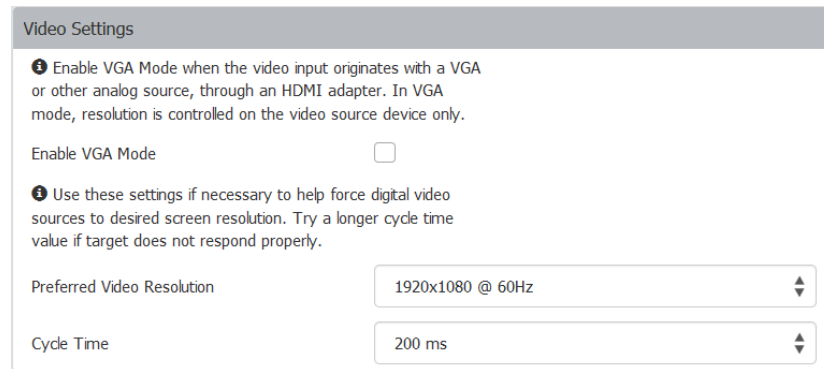 Video Settings
Enable VGA Mode when the video input originates with a VGA
or other analog source, through an HDMI adapter. In VGA
mode, resolution is controlled on the video source device only.
Enable VGA Mode
Use these settings if necessary to help force digital video
sources to desired screen resolution. Try a longer cycle time
value if target does not respond properly.
Preferred Video Resolution 1920x1080 @ 60Hz
Cycle Time 200 ms